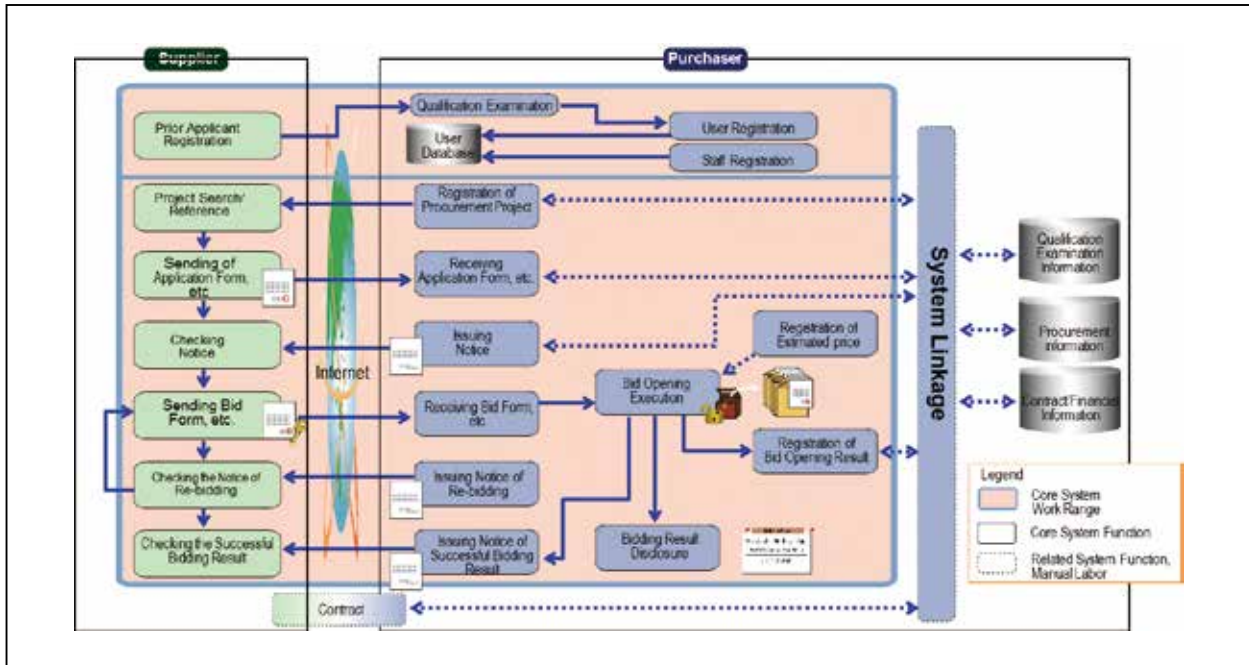 Supplier
Purchaser
Prior Applicant
Registration
Qualification Examination
User
Database
User Registration
Staff Registration
Project Search/
Reference
Registration of
Procurement Project
Sending of
Application Form,
etc
Receiving
Application Form, etc.
Checking
Notice
Internet
Issuing
Notice
Registration of
Estimated price
Sending Bid
Form, etc.
Receiving Bid Form,
etc
Bid Opening
Execution
Registration of
Bid Opening Result
Checking the Notice of
Re-bidding
Issuing Notice
of Re-bidding
Checking the Successful
Bidding Result
Issuing Notice of
Successful Bidding
Result
Bidding Result
Disclosure
Contract
System Linkage
Qualification
Examination
Information
Procurement
Information
Contract/Financial
Information
Legend
Core System
Work Range
Core System Function
Related System Function,
Manual Labor